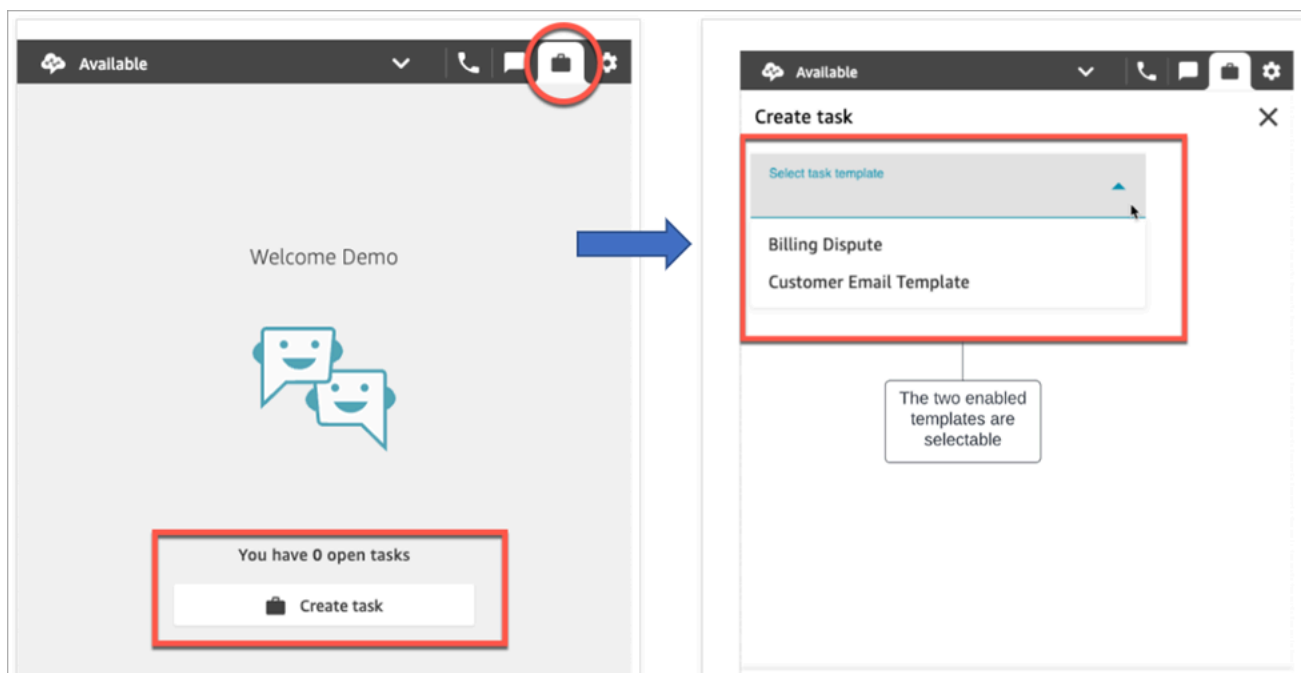 Available
Welcome Demo
You have 0 open tasks
Create task
Available
Create task
Select task template
Billing Dispute
Customer Email Template
The two enabled
templates are
selectable